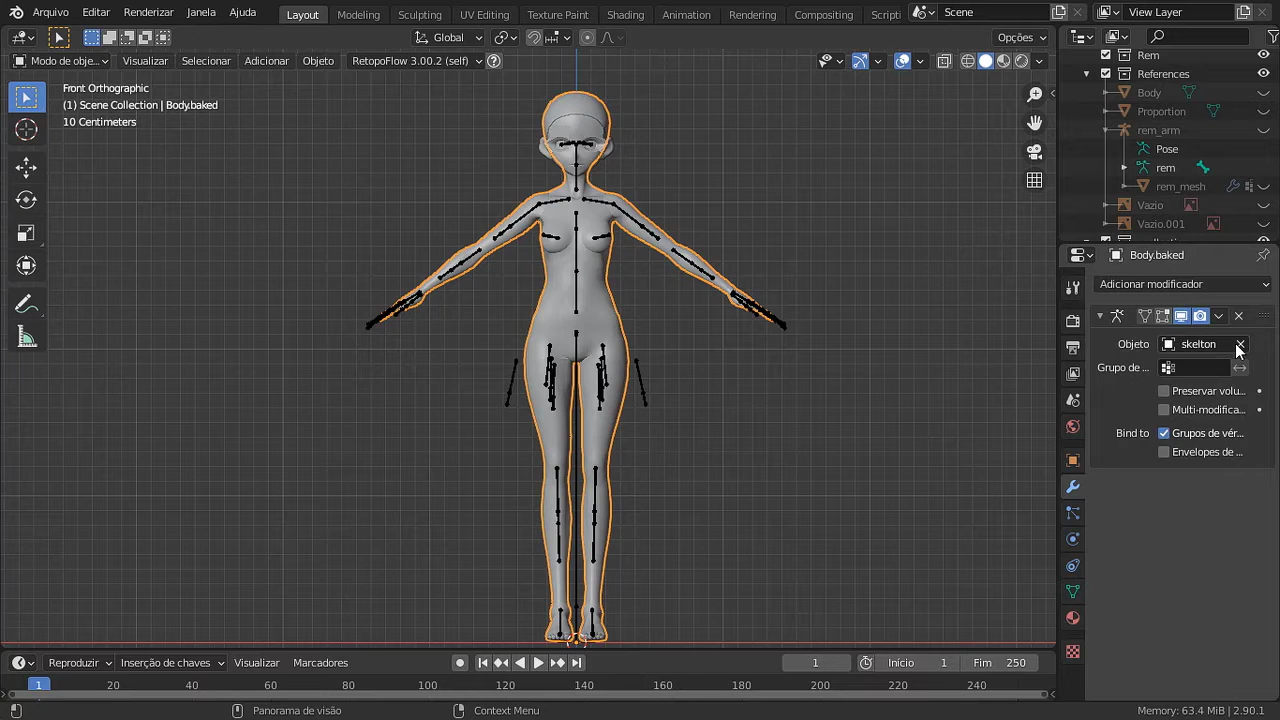 Arquivo Editar Renderizar Janela Ajuda Layout Modeling Sculpting UV Editing Texture Paint Shading Animation Rendering Compositing Scripti Scene View Layer
Global Opções
Modo de obje... Visualizar Selecionar Adicionar Objeto RetopoFlow 3.00.2 (self)
Rem
References
Body
Proportion
rem_arm
Pose
rem
rem_mesh
Vazio
Vazio.001
Front Orthographic
(1) Scene Collection | Body.baked
10 Centimeters
Body.baked
Adicionar modificador
Objeto skelton
Grupo de ...
Preservar volu...
Multi-modifica...
Bind to Grupos de vér...
Envelopes de ...
Reproduzir Inserção de chaves Visualizar Marcadores 1 Início 1 Fim 250
1 20 40 60 80 100 120 140 160 180 200 220 240
Panorama de visão Context Menu Memory: 63.4 MiB | 2.90.1